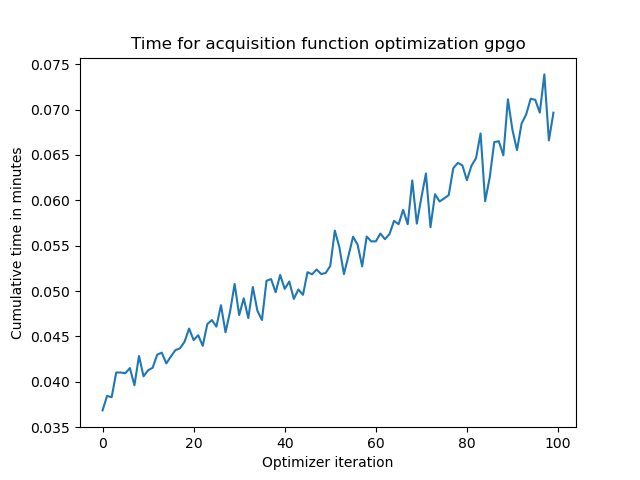 Time for acquisition function optimization gpgo
0.075
0.070
0.065
0.060
0.055
0.050
0.045
0.040
0.035
Cumulative time in minutes
0 20 40 60 80 100
Optimizer iteration